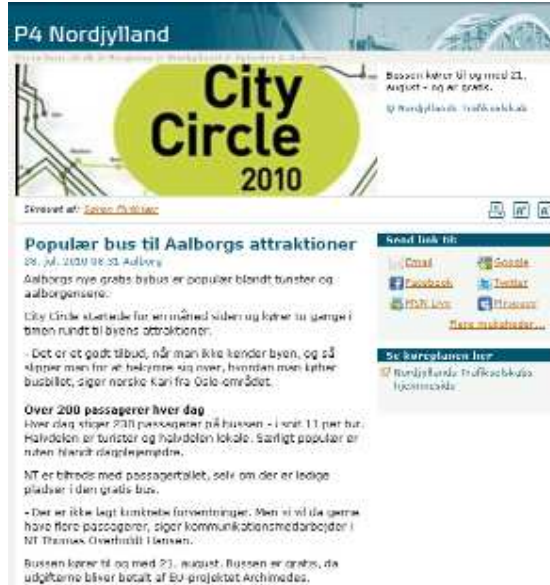 P4 Nordjylland
City
Circle
2010
Bussen kører til og med 21.
august - og er gratis.
Nordjyllands Trafikselskab
Skrevet af:
Populær bus til Aalborgs attraktioner
28. jul. 2010 08.31 Aalborg
Aalborgs nye gratis bybus er populær blandt turister og
aalborgensere.
City Circle startede for en måned siden og kører to gange i
timen rundt til byens attraktioner.
- Det er et godt tilbud, når man ikke kender byen, og så
slipper man for at bekymre sig over, hvordan man køber
busbillet, siger norske Kari fra Oslo-området.
Over 200 passagerer hver dag
Hver dag stiger 230 passagerer på bussen - i snit 11 per tur.
Halvdelen er turister og halvdelen lokale. Særligt populær er
ruten blandt dagplejemødre.
NT er tilfreds med passagertallet, selv om der er ledige
pladser i den gratis bus.
- Der er ikke lagt konkrete forventninger. Men vi vil da gerne
have flere passagerer, siger kommunikationsmedarbejder i
NT Thomas Overholdt Hansen.
Bussen kører til og med 21. august. Bussen er gratis, da
udgifterne bliver betalt af EU-projektet Archimedes.
Send link til:
Email
Google
Facebook
Twitter
MSN Live
Myspace
Flere muligheder...
Se køreplanen her
Nordjyllands Trafikselskabs
hjemmeside